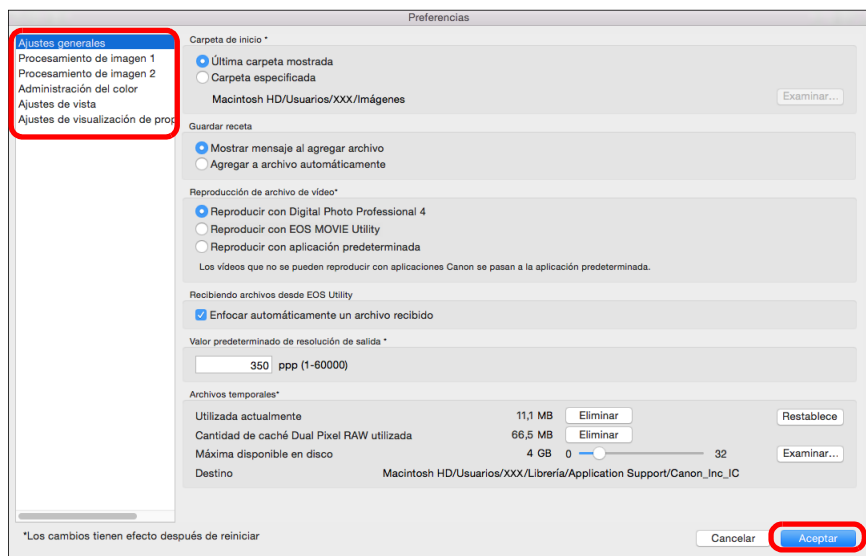 Preferencias
Ajustes generales
Procesamiento de imagen 1
Procesamiento de imagen 2
Administración del color
Ajustes de vista
Ajustes de visualización de prop
Carpeta de inicio *
Última carpeta mostrada
Carpeta especificada
Macintosh HD/Usuarios/XXX/Imágenes
Examinar...
Guardar receta
Mostrar mensaje al agregar archivo
Agregar a archivo automáticamente
Reproducción de archivo de vídeo*
Reproducir con Digital Photo Professional 4
Reproducir con EOS MOVIE Utility
Reproducir con aplicación predeterminada
Los vídeos que no se pueden reproducir con aplicaciones Canon se pasan a la aplicación predeterminada.
Recibiendo archivos desde EOS Utility
Enfocar automáticamente un archivo recibido
Valor predeterminado de resolución de salida *
350 ppp (1-60000)
Archivos temporales*
Utilizada actualmente 11,1 MB Eliminar Restablece
Cantidad de caché Dual Pixel RAW utilizada 66,5 MB Eliminar
Máxima disponible en disco 4 GB 0 32 Examinar...
Destino Macintosh HD/Usuarios/XXX/Librería/Application Support/Canon_Inc_IC
*Los cambios tienen efecto después de reiniciar
Cancelar Aceptar